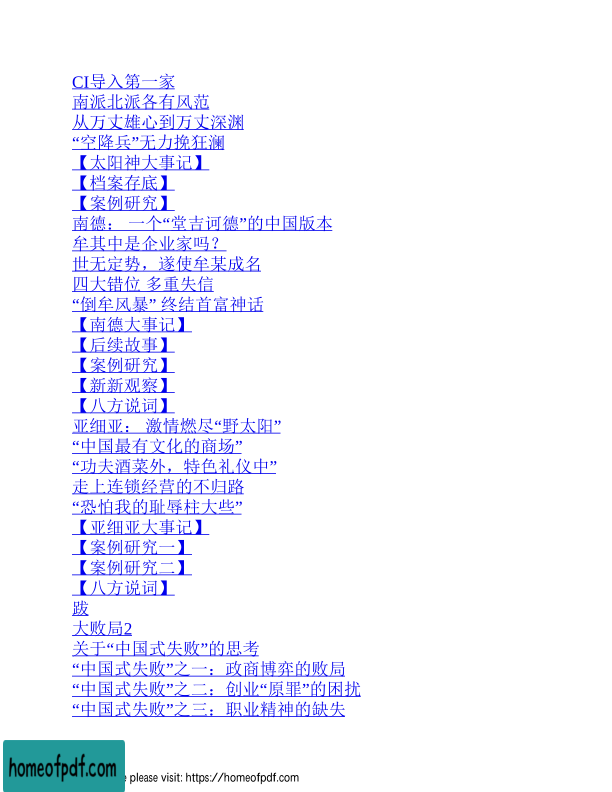 CI导入第一家
南派北派各有风范
从万丈雄心到万丈深渊
“空降兵”无力挽狂澜
【太阳神大事记】
【档案存底】
【案例研究】
南德： 一个“堂吉诃德”的中国版本
牟其中是企业家吗？
世无定势，遂使牟某成名
四大错位 多重失信
“倒牟风暴” 终结首富神话
【南德大事记】
【后续故事】
【案例研究】
【新新观察】
【八方说词】
亚细亚： 激情燃尽“野太阳”
“中国最有文化的商场”
“功夫酒菜外，特色礼仪中”
走上连锁经营的不归路
“恐怕我的耻辱柱大些”
【亚细亚大事记】
【案例研究一】
【案例研究二】
【八方说词】
跋
大败局2
关于“中国式失败”的思考
“中国式失败”之一：政商博弈的败局
“中国式失败”之二：创业“原罪”的困扰
“中国式失败”之三：职业精神的缺失
homeofpdf.com
e please visit: https://homeofpdf.com